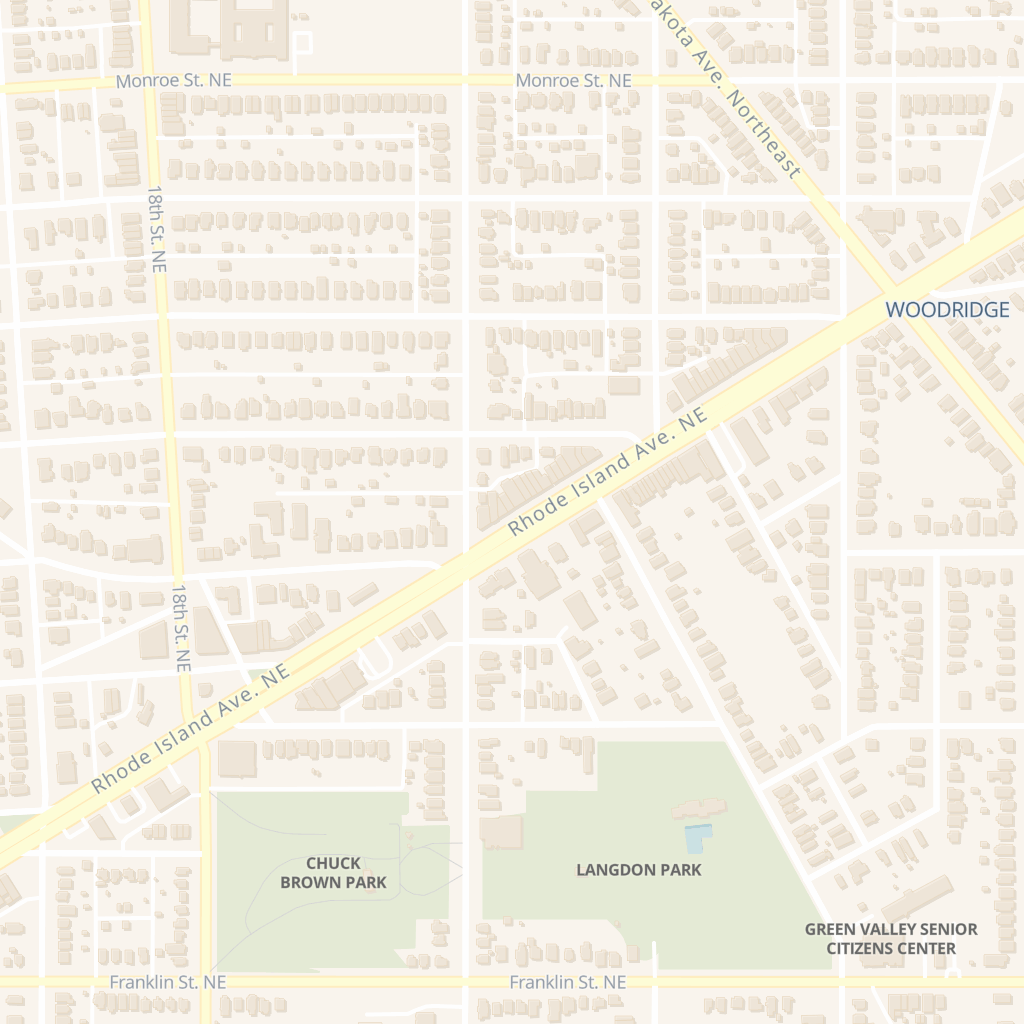 akota Ave. Northeast
Monroe St. NE
Monroe St. NE
18th St. NE
WOODRIDGE
Rhode Island Ave. NE
18th St. NE
Rhode Island Ave. NE
CHUCK
BROWN PARK
LANGDON PARK
GREEN VALLEY SENIOR
CITIZENS CENTER
Franklin St. NE
Franklin St. NE